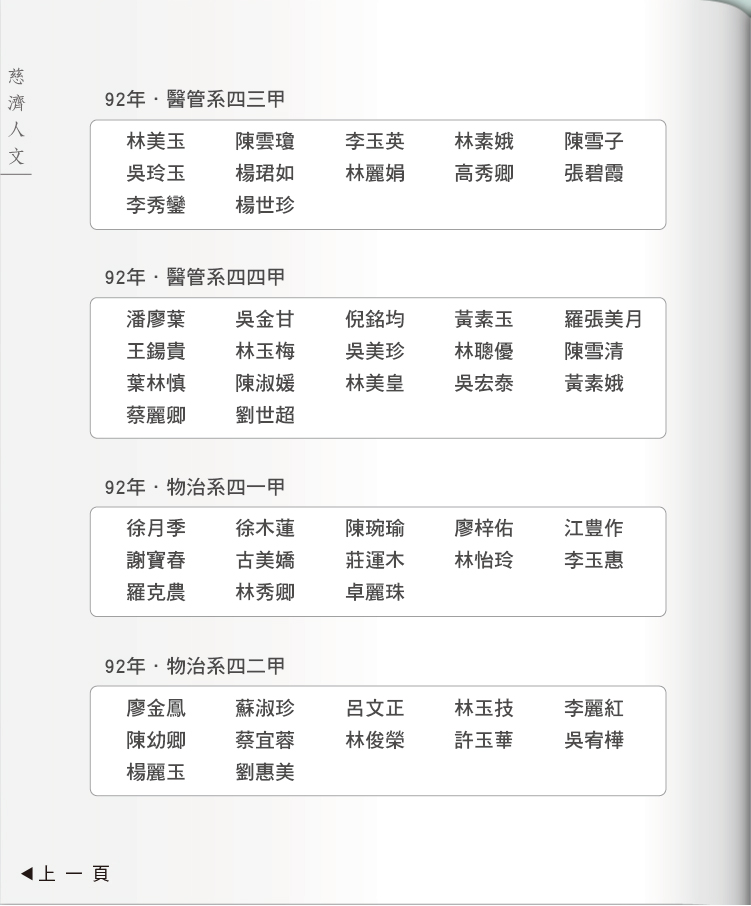 慈濟人文
92年·醫管系四三甲
林美玉 陳雲瓊 李玉英 林素娥 陳雪子
吳玲玉 楊珺如 林麗娟 高秀卿 張碧霞
李秀鑾 楊世珍
92年·醫管系四四甲
潘廖葉 吳金甘 倪銘均 黃素玉 羅張美月
王錫貴 林玉梅 吳美珍 林聰優 陳雪清
葉林慎 陳淑媛 林美皇 吳宏泰 黃素娥
蔡麗卿 劉世超
92年·物治系四一甲
徐月季 徐木蓮 陳琬瑜 廖梓佑 江豊作
謝寶春 古美嬌 莊運木 林怡玲 李玉惠
羅克農 林秀卿 卓麗珠
92年·物治系四二甲
廖金鳳 蘇淑珍 呂文正 林玉技 李麗紅
陳幼卿 蔡宜蓉 林俊榮 許玉華 吳宥樺
楊麗玉 劉惠美
◀上一頁